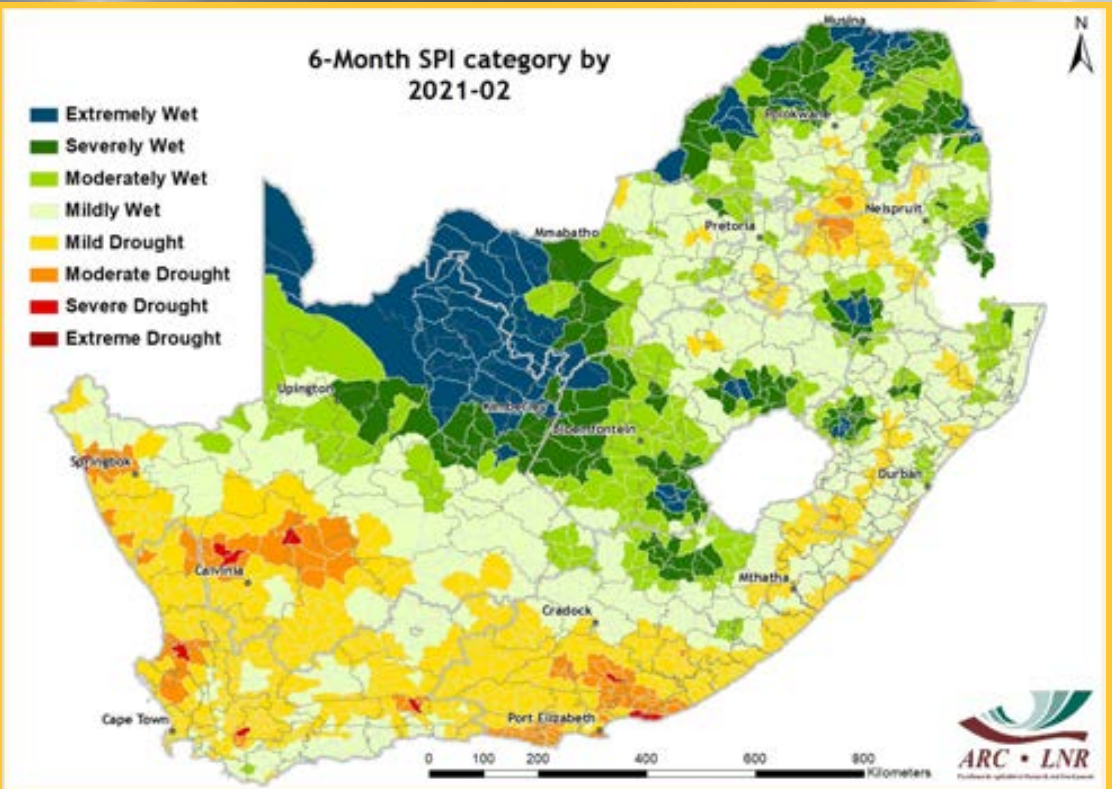 6-Month SPI category by
2021-02
N
Extremely Wet
Severely Wet
Moderately Wet
Mildly Wet
Mild Drought
Moderate Drought
Severe Drought
Extreme Drought
Musina
Polokwane
Nelspruit
Pretoria
Mmabatho
Upington
Kimberley
Bloemfontein
Springbok
Durban
Calvinia
Mthatha
Cradock
Cape Town
Port Elizabeth
0 100 200 400 600 800
Kilometers
ARC • LNR